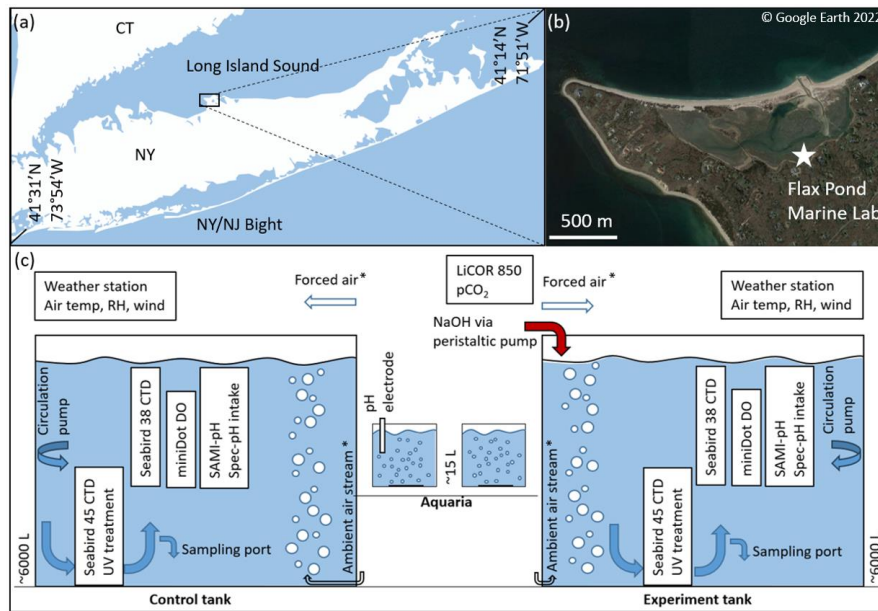 (a)
CT
Long Island Sound
41°14′N
71°51′W
NY
41°31′N
73°54′W
NY/NJ Bight
(b)
© Google Earth 2022
Flax Pond
Marine Lab
500 m
(c)
Weather station
Air temp, RH, wind
Forced air*
LiCOR 850
pCO₂
Forced air*
Weather station
Air temp, RH, wind
NaOH via
peristaltic pump
Circulation
pump
Seabird 38 CTD
miniDot DO
SAMI-pH
Spec-pH intake
Seabird 45 CTD
UV treatment
Sampling port
Ambient air stream*
~6000 L
Control tank
pH
electrode
~15 L
Aquaria
Ambient air stream*
Seabird 45 CTD
UV treatment
Seabird 38 CTD
miniDot DO
SAMI-pH
Spec-pH intake
Circulation
pump
Sampling port
~6000 L
Experiment tank